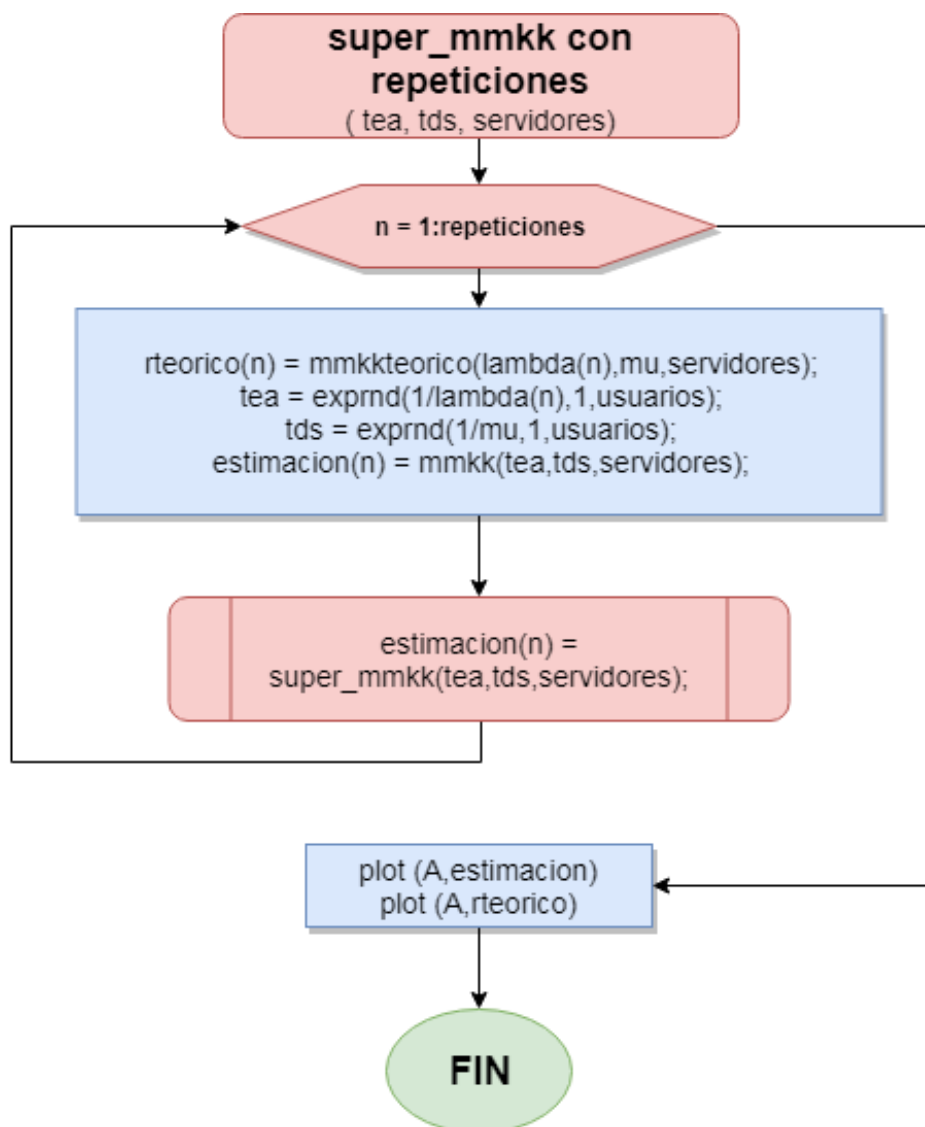 super_mmkk con
repeticiones
( tea, tds, servidores)
n = 1:repeticiones
rteorico(n) = mmkkteorico(lambda(n),mu,servidores);
tea = exprnd(1/lambda(n),1,usuarios);
tds = exprnd(1/mu,1,usuarios);
estimacion(n) = mmkk(tea,tds,servidores);
estimacion(n) =
super_mmkk(tea,tds,servidores);
plot (A,estimacion)
plot (A,rteorico)
FIN